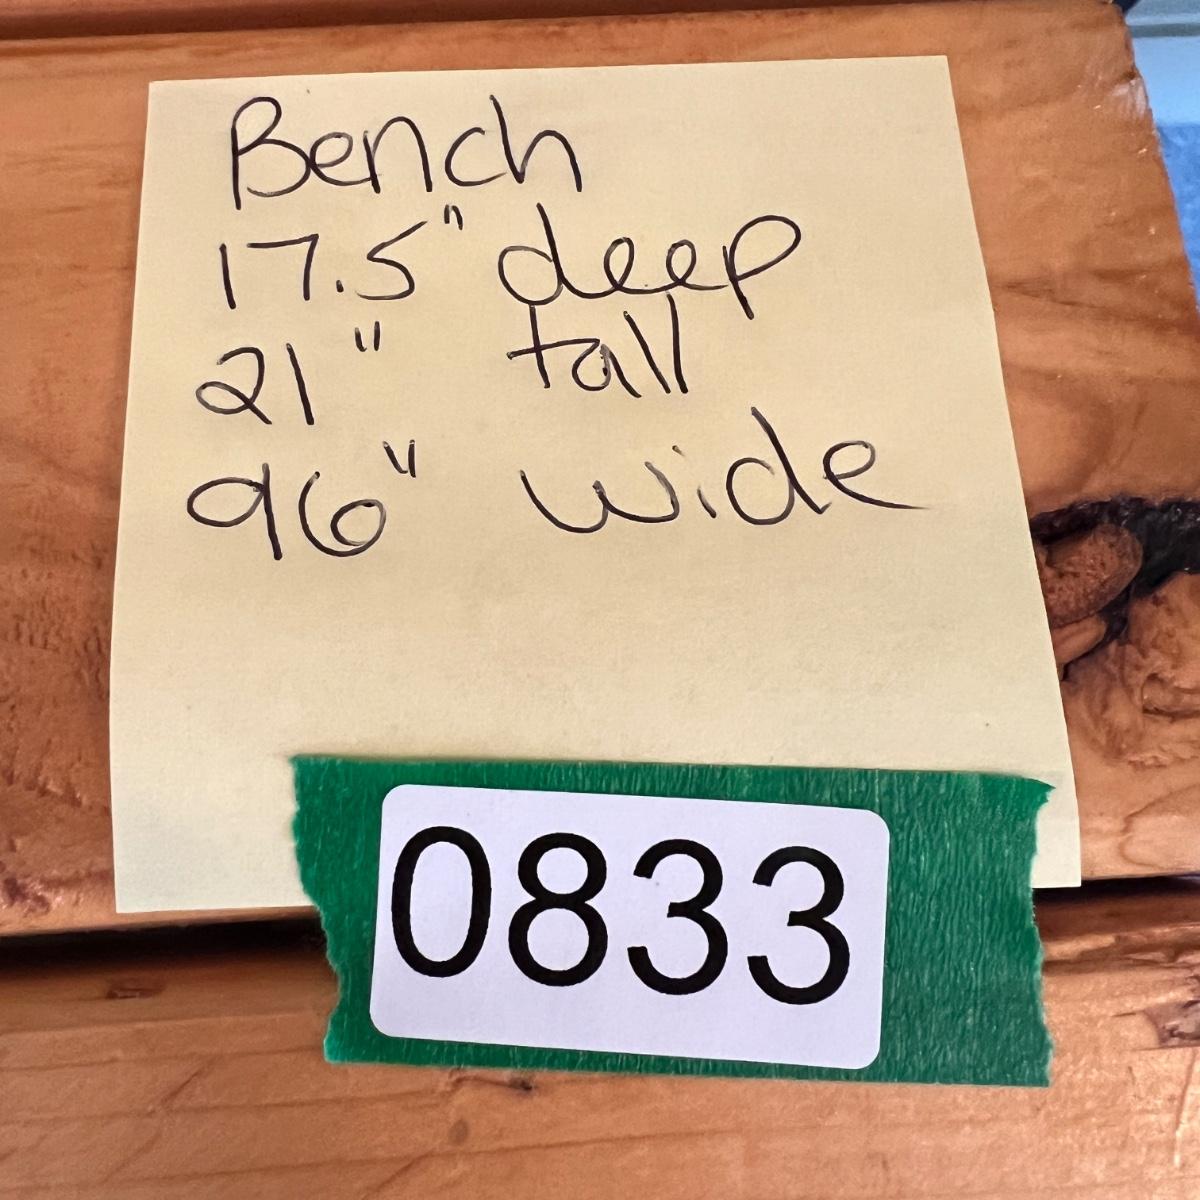 Bench
17.5" deep
21" tall
96" wide
0833